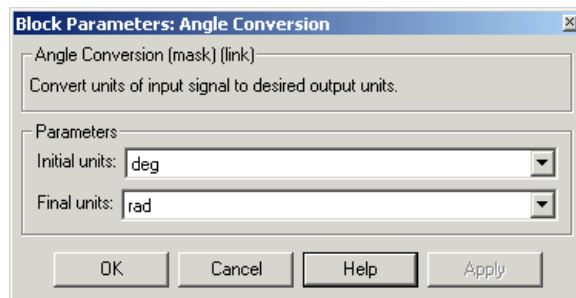 Block Parameters: Angle Conversion
Angle Conversion (mask) (link)
Convert units of input signal to desired output units.
Parameters
Initial units: deg
Final units: rad
OK Cancel Help Apply